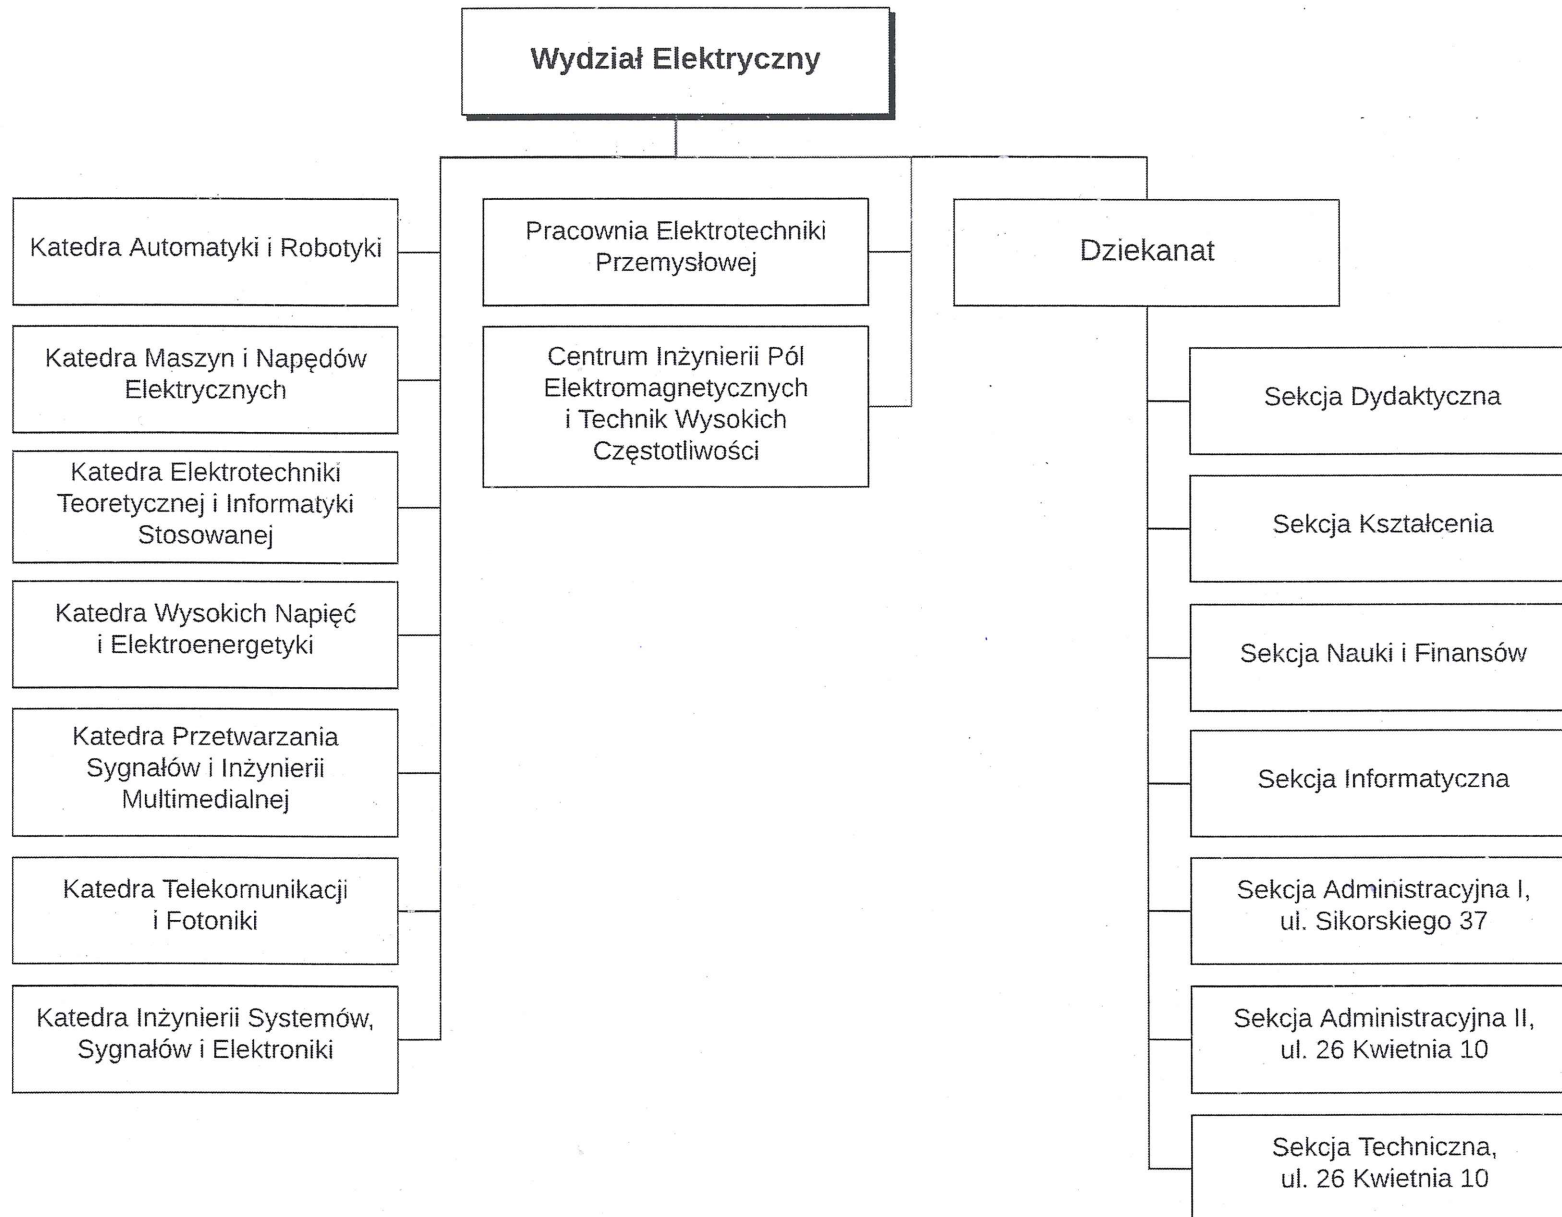 Wydział Elektryczny
Katedra Automatyki i Robotyki
Katedra Maszyn i Napędów
Elektrycznych
Katedra Elektrotechniki
Teoretycznej i Informatyki
Stosowanej
Katedra Wysokich Napięć
i Elektroenergetyki
Katedra Przetwarzania
Sygnałów i Inżynierii
Multimedialnej
Katedra Telekomunikacji
i Fotoniki
Katedra Inżynierii Systemów,
Sygnałów i Elektroniki
Pracownia Elektrotechniki
Przemysłowej
Centrum Inżynierii Pól
Elektromagnetycznych
i Technik Wysokich
Częstotliwości
Dziekanat
Sekcja Dydaktyczna
Sekcja Kształcenia
Sekcja Nauki i Finansów
Sekcja Informatyczna
Sekcja Administracyjna I,
ul. Sikorskiego 37
Sekcja Administracyjna II,
ul. 26 Kwietnia 10
Sekcja Techniczna,
ul. 26 Kwietnia 10